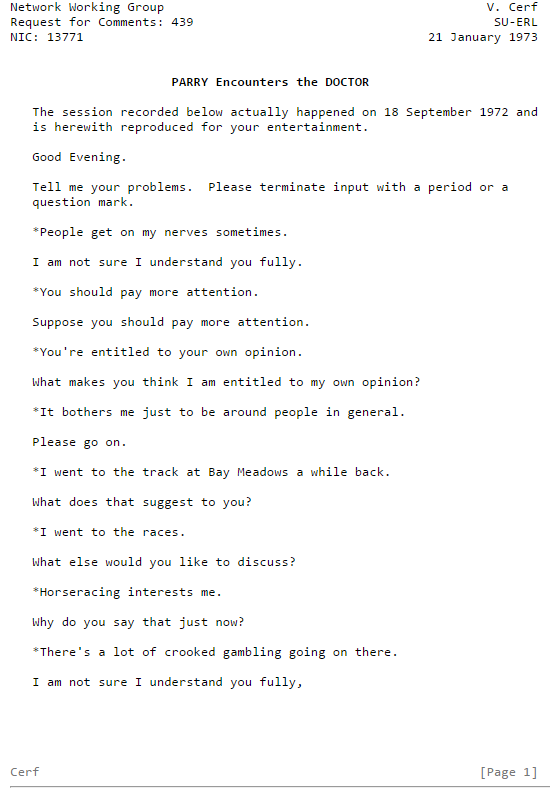 Network Working Group V. Cerf
Request for Comments: 439 SU-ERL
NIC: 13771 21 January 1973
PARRY Encounters the DOCTOR
The session recorded below actually happened on 18 September 1972 and
is herewith reproduced for your entertainment.
Good Evening.
Tell me your problems.  Please terminate input with a period or a
question mark.
*People get on my nerves sometimes.
I am not sure I understand you fully.
*You should pay more attention.
Suppose you should pay more attention.
*You're entitled to your own opinion.
What makes you think I am entitled to my own opinion?
*It bothers me just to be around people in general.
Please go on.
*I went to the track at Bay Meadows a while back.
What does that suggest to you?
*I went to the races.
What else would you like to discuss?
*Horseracing interests me.
Why do you say that just now?
*There's a lot of crooked gambling going on there.
I am not sure I understand you fully,
Cerf [Page 1]